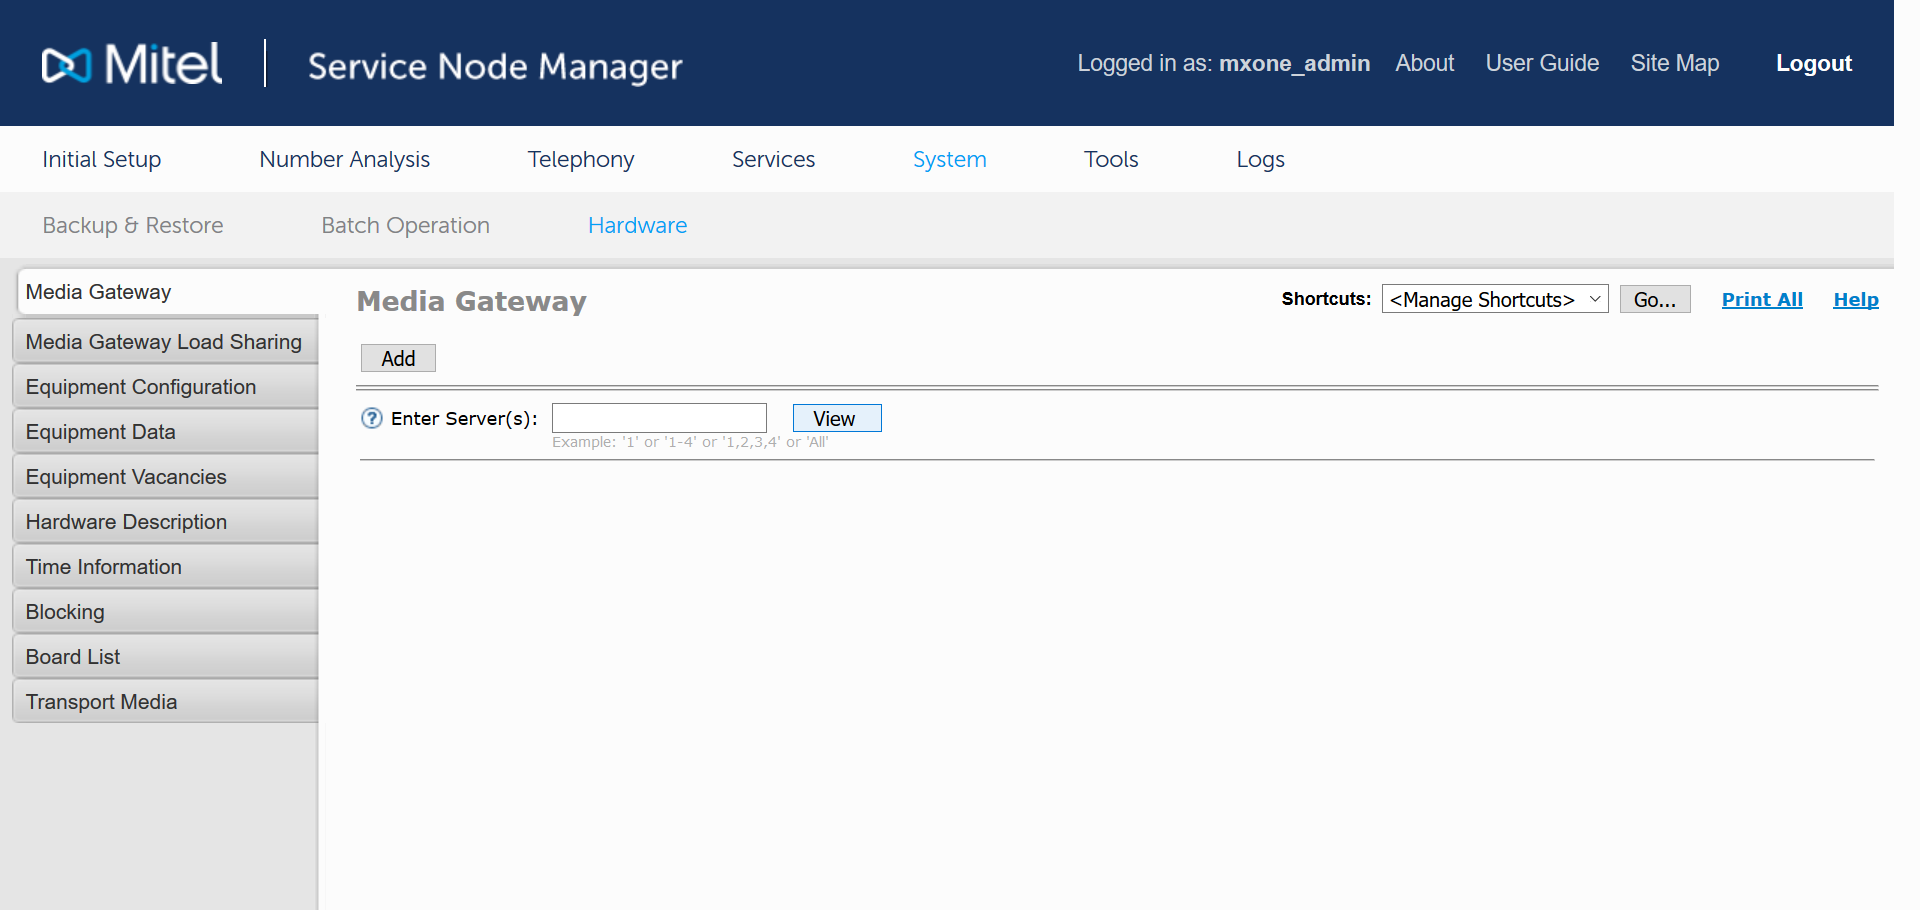 Mitel | Service Node Manager
Logged in as: mxone_admin About User Guide Site Map Logout
Initial Setup Number Analysis Telephony Services System Tools Logs
Backup & Restore Batch Operation Hardware
Media Gateway
Media Gateway Load Sharing
Equipment Configuration
Equipment Data
Equipment Vacancies
Hardware Description
Time Information
Blocking
Board List
Transport Media
Media Gateway
Shortcuts: <Manage Shortcuts> Go... Print All Help
Add
? Enter Server(s): View
Example: '1' or '1-4' or '1,2,3,4' or 'All'